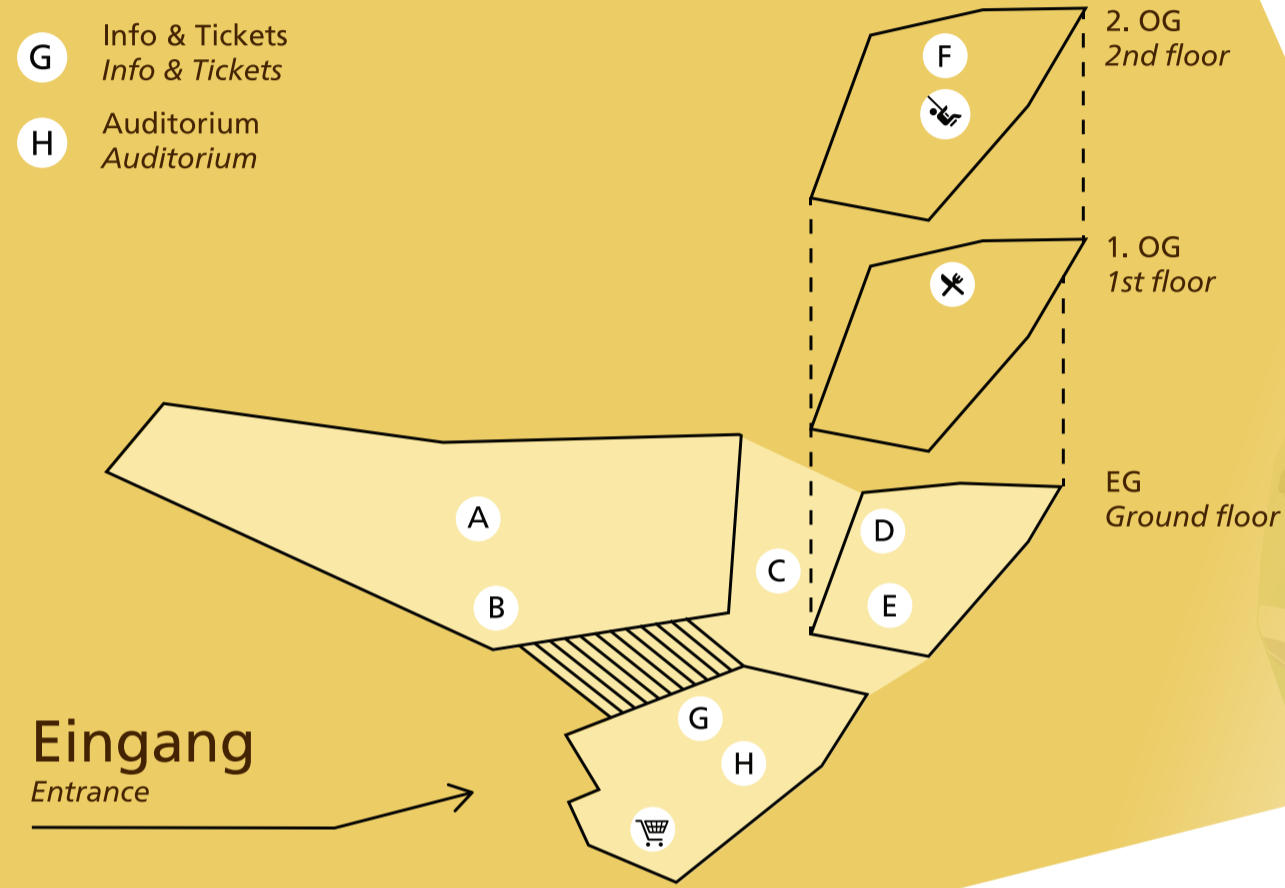 G
Info & Tickets
Info & Tickets
H
Auditorium
Auditorium
F
2. OG
2nd floor
1. OG
1st floor
EG
Ground floor
A
B
C
D
E
G
H
Eingang
Entrance